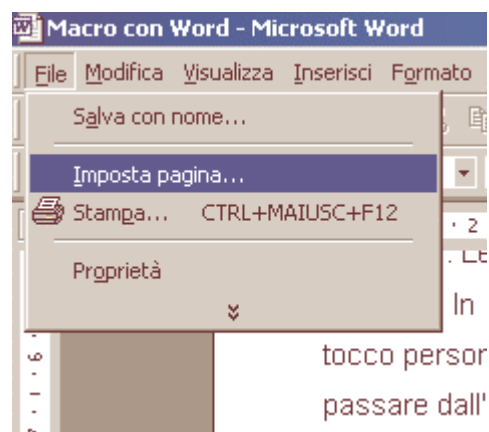 Macro con Word - Microsoft Word
File Modifica Visualizza Inserisci Formato
Salva con nome...
Imposta pagina...
Stampa... CTRL+MAIUSC+F12
2
Proprietà
In
tocco person
passare dall'